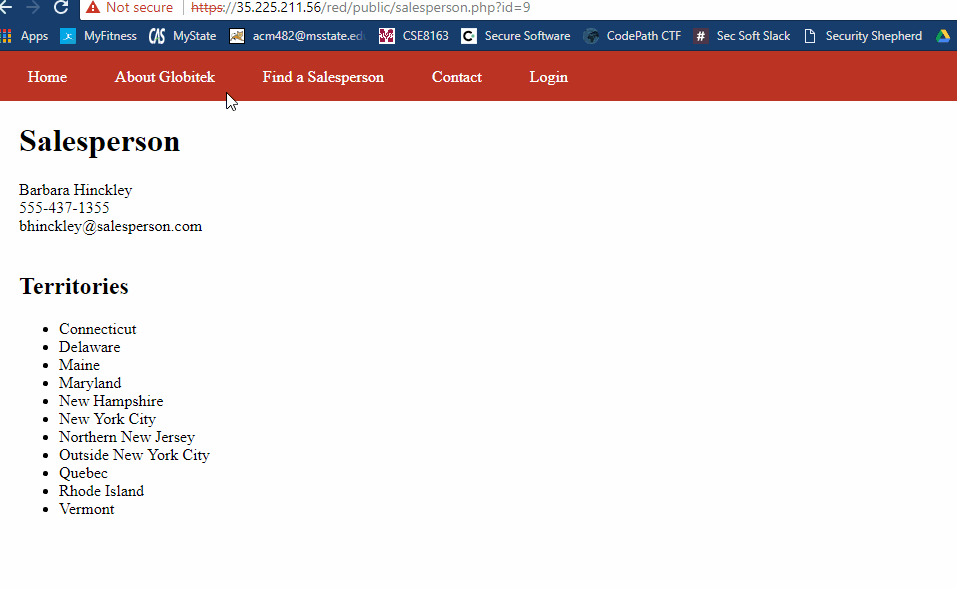 Not secure | https://35.225.211.56/red/public/salesperson.php?id=9
Apps MyFitness MyState acm482@msstate.ed CSE8163 Secure Software CodePath CTF Sec Soft Slack Security Shepherd
Home About Globitek Find a Salesperson Contact Login
Salesperson
Barbara Hinckley
555-437-1355
bhinckley@salesperson.com
Territories
• Connecticut
• Delaware
• Maine
• Maryland
• New Hampshire
• New York City
• Northern New Jersey
• Outside New York City
• Quebec
• Rhode Island
• Vermont